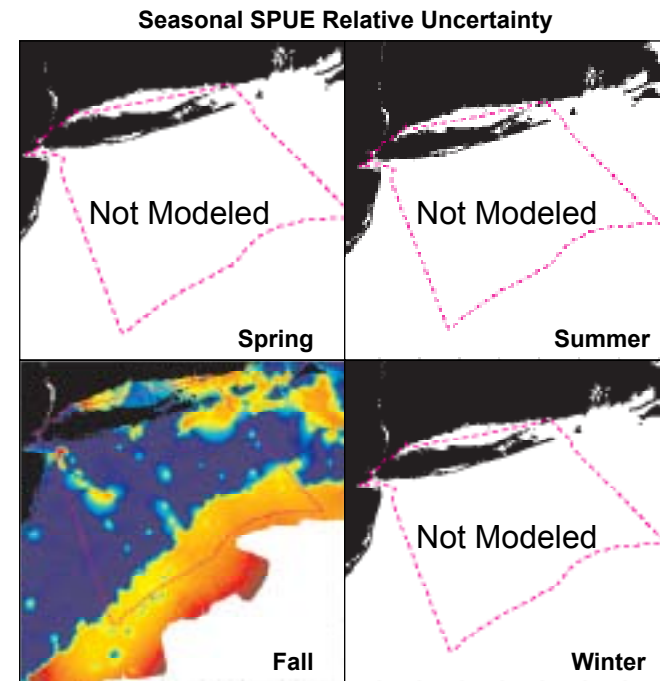 Seasonal SPUE Relative Uncertainty
Not Modeled
Spring
Not Modeled
Summer
Fall
Not Modeled
Winter